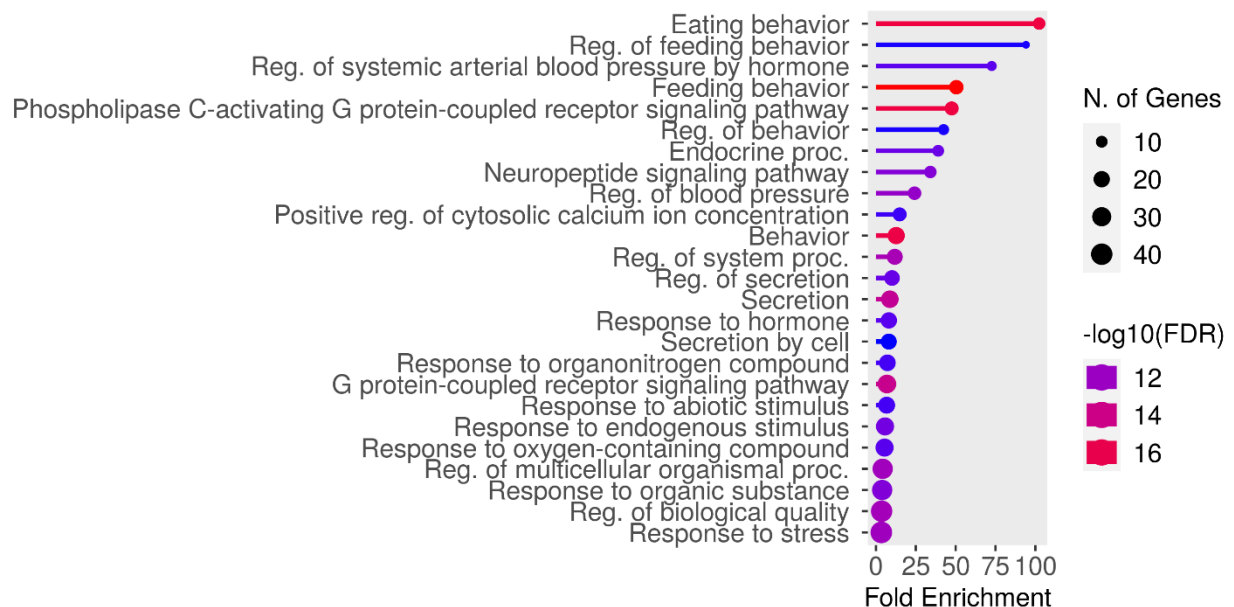 Eating behavior
Reg. of feeding behavior
Reg. of systemic arterial blood pressure by hormone
Feeding behavior
Phospholipase C-activating G protein-coupled receptor signaling pathway
Reg. of behavior
Endocrine proc.
Neuropeptide signaling pathway
Reg. of blood pressure
Positive reg. of cytosolic calcium ion concentration
Behavior
Reg. of system proc.
Reg. of secretion
Secretion
Response to hormone
Secretion by cell
Response to organonitrogen compound
G protein-coupled receptor signaling pathway
Response to abiotic stimulus
Response to endogenous stimulus
Response to oxygen-containing compound
Reg. of multicellular organismal proc.
Response to organic substance
Reg. of biological quality
Response to stress
0 25 50 75 100
Fold Enrichment
N. of Genes
10
20
30
40
-log10(FDR)
12
14
16